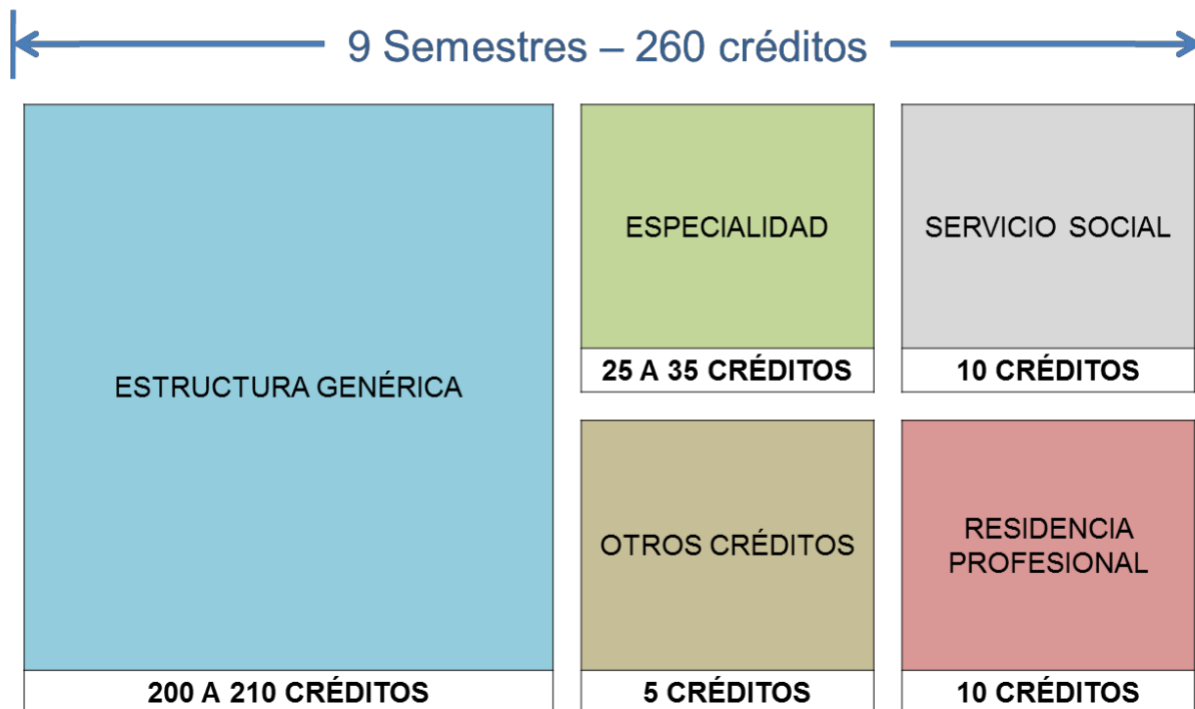 9 Semestres – 260 créditos
ESTRUCTURA GENÉRICA
200 A 210 CRÉDITOS
ESPECIALIDAD
25 A 35 CRÉDITOS
SERVICIO SOCIAL
10 CRÉDITOS
OTROS CRÉDITOS
5 CRÉDITOS
RESIDENCIA
PROFESIONAL
10 CRÉDITOS